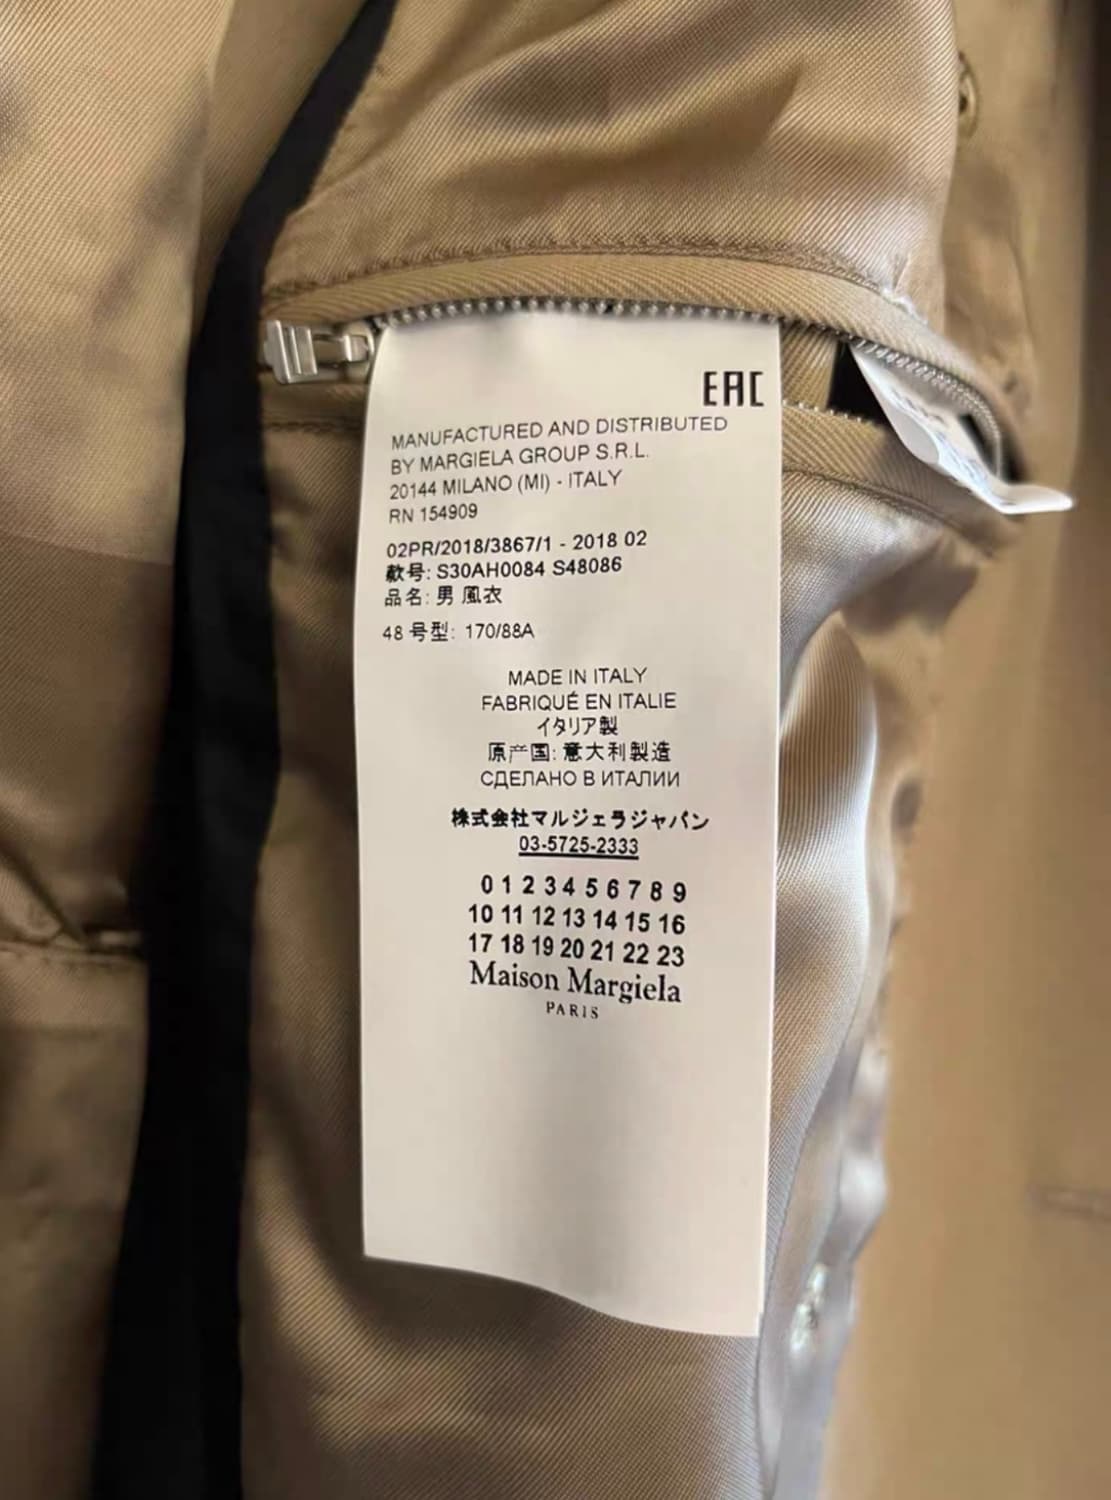 EAC
MANUFACTURED AND DISTRIBUTED
BY MARGIELA GROUP S.R.L.
20144 MILANO (MI) - ITALY
RN 154909
02PR/2018/3867/1 - 2018 02
款号: S30AH0084 S48086
品名: 男 風衣
48 号型: 170/88A
MADE IN ITALY
FABRIQUÉ EN ITALIE
イタリア製
原产国: 意大利製造
СДЕЛАНО В ИТАЛИИ
株式会社マルジェラジャパン
03-5725-2333
0 1 2 3 4 5 6 7 8 9
10 11 12 13 14 15 16
17 18 19 20 21 22 23
Maison Margiela
PARIS